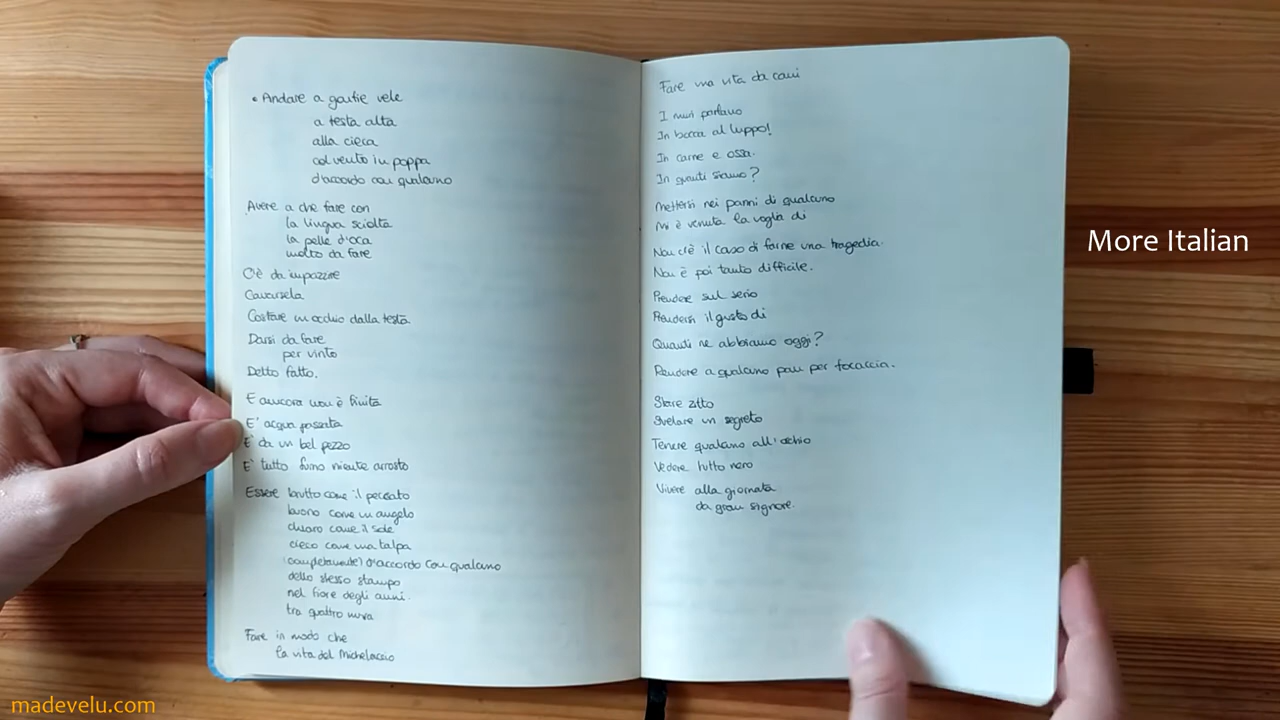 • Andare a gonfie vele
a testa alta
alla cieca
col vento in poppa
d'accordo con qualcuno
Avere a che fare con
la lingua sciolta
la pelle d'oca
molto da fare
C'è da impazzire
Cavarsela
Costare un occhio dalla testa
Darsi da fare
per vinto
Detto fatto.
E ancora non è finita
E' acqua passata
E' da un bel pezzo
E' tutto fumo niente arrosto
Essere brutto come il peccato
buono come un angelo
chiaro come il sole
cieco come una talpa
(completamente) d'accordo con qualcuno
dello stesso stampo
nel fiore degli anni.
tra quattro mura
Fare in modo che
la vita del Michelaccio
Fare una vita da cani
I muri parlano
In bocca al luppo!
In carne e ossa.
In quanti siamo?
Mettersi nei panni di qualcuno
Mi è venuta la voglia di
Non c'è il caso di farne una tragedia.
Non è poi tanto difficile.
Prendere sul serio
Prendersi il gusto di
Quanti ne abbiamo oggi?
Rendere a qualcuno pan per focaccia.
Stare zitto
Svelare un segreto
Tenere qualcuno all'occhio
Vedere tutto nero
Vivere alla giornata
da gran signore.
More Italian
madevelu.com